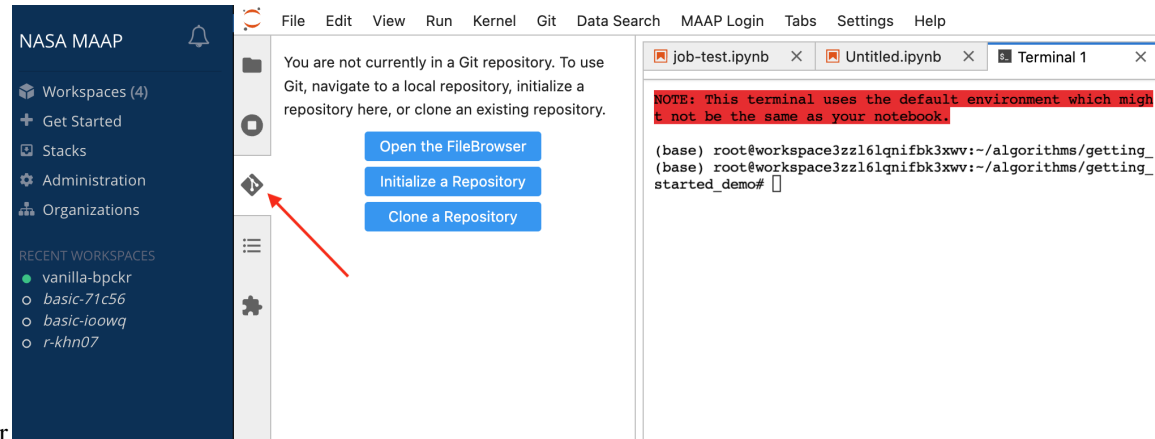 NASA MAAP
Workspaces (4)
Get Started
Stacks
Administration
Organizations
RECENT WORKSPACES
vanilla-bpckr
basic-71c56
basic-ioowq
r-khn07
File Edit View Run Kernel Git Data Search MAAP Login Tabs Settings Help
You are not currently in a Git repository. To use
Git, navigate to a local repository, initialize a
repository here, or clone an existing repository.
Open the FileBrowser
Initialize a Repository
Clone a Repository
job-test.ipynb Untitled.ipynb Terminal 1
NOTE: This terminal uses the default environment which migh
t not be the same as your notebook.
(base) root@workspace3zzl6lqnifbk3xwv:~/algorithms/getting_
(base) root@workspace3zzl6lqnifbk3xwv:~/algorithms/getting_
started_demo#
r